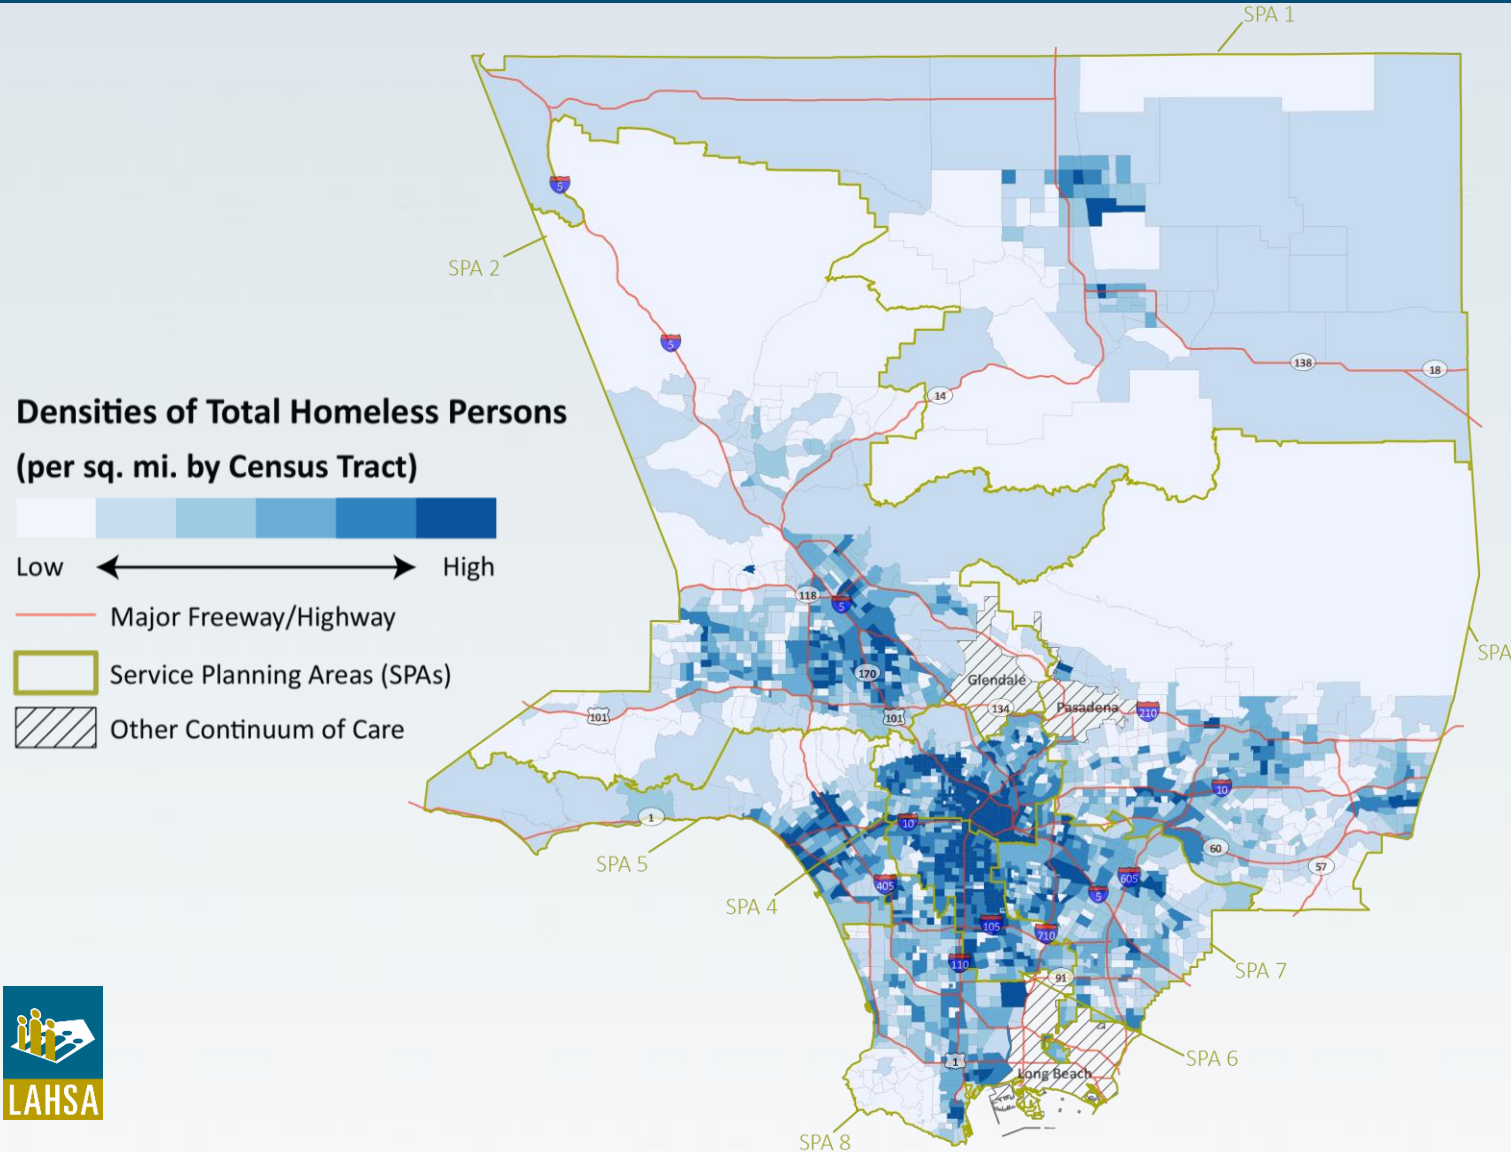 SPA 1
5
SPA 2
5
138
18
14
Densities of Total Homeless Persons
(per sq. mi. by Census Tract)
Low
High
Major Freeway/Highway
Service Planning Areas (SPAs)
Other Continuum of Care
118
5
170
SPA
Glendale
134
Pasadena
210
101
101
10
1
10
SPA 5
60
57
405
605
5
SPA 4
105
710
110
91
SPA 7
SPA 6
1
Long Beach
SPA 8
LAHSA